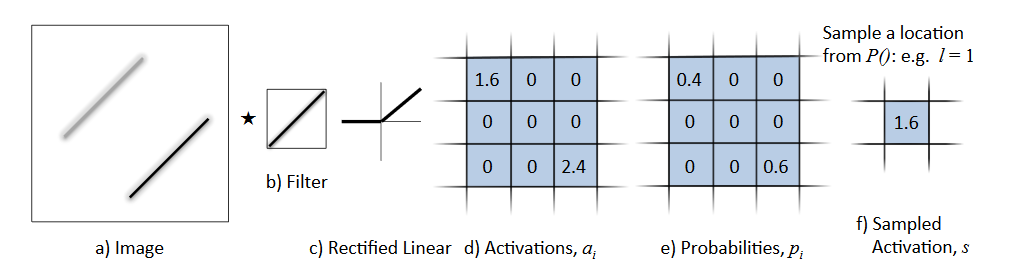 Sample a location
from P(): e.g. l = 1
1.6 0 0
0 0 0
0 0 2.4
0.4 0 0
0 0 0
0 0 0.6
1.6
★
b) Filter
a) Image
c) Rectified Linear
d) Activations, aᵢ
e) Probabilities, pᵢ
f) Sampled
Activation, s